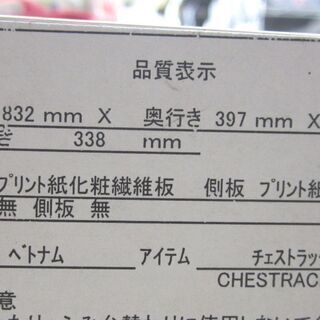 品質表示
832 mm X 奥行き 397 mm X
さ 338 mm
プリント紙化粧繊維板 側板 プリント紙
無 側板 無
ベトナム アイテム チェストラッ
CHESTRAC
意